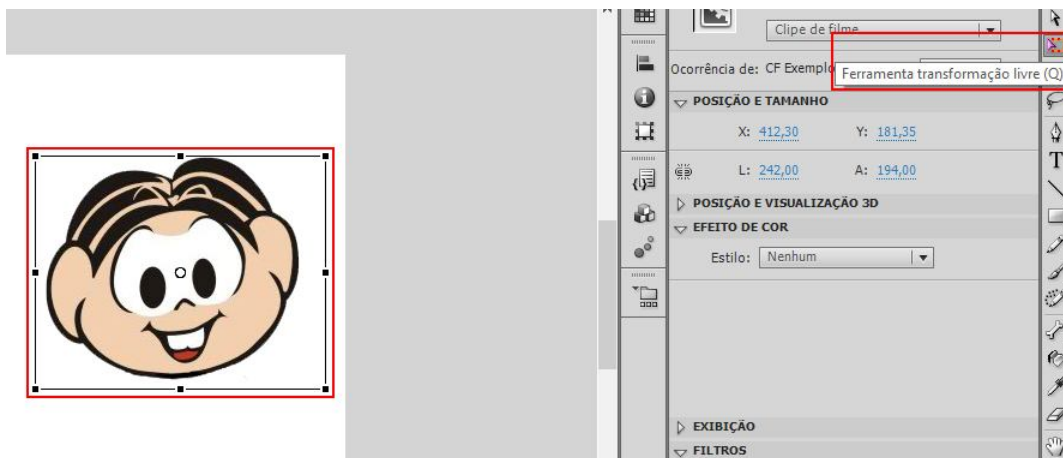 Clipe de filme
Ocorrência de: CF Exemplo
Ferramenta transformação livre (Q)
POSIÇÃO E TAMANHO
X: 412,30 Y: 181,35
L: 242,00 A: 194,00
POSIÇÃO E VISUALIZAÇÃO 3D
EFEITO DE COR
Estilo: Nenhum
EXIBIÇÃO
FILTROS